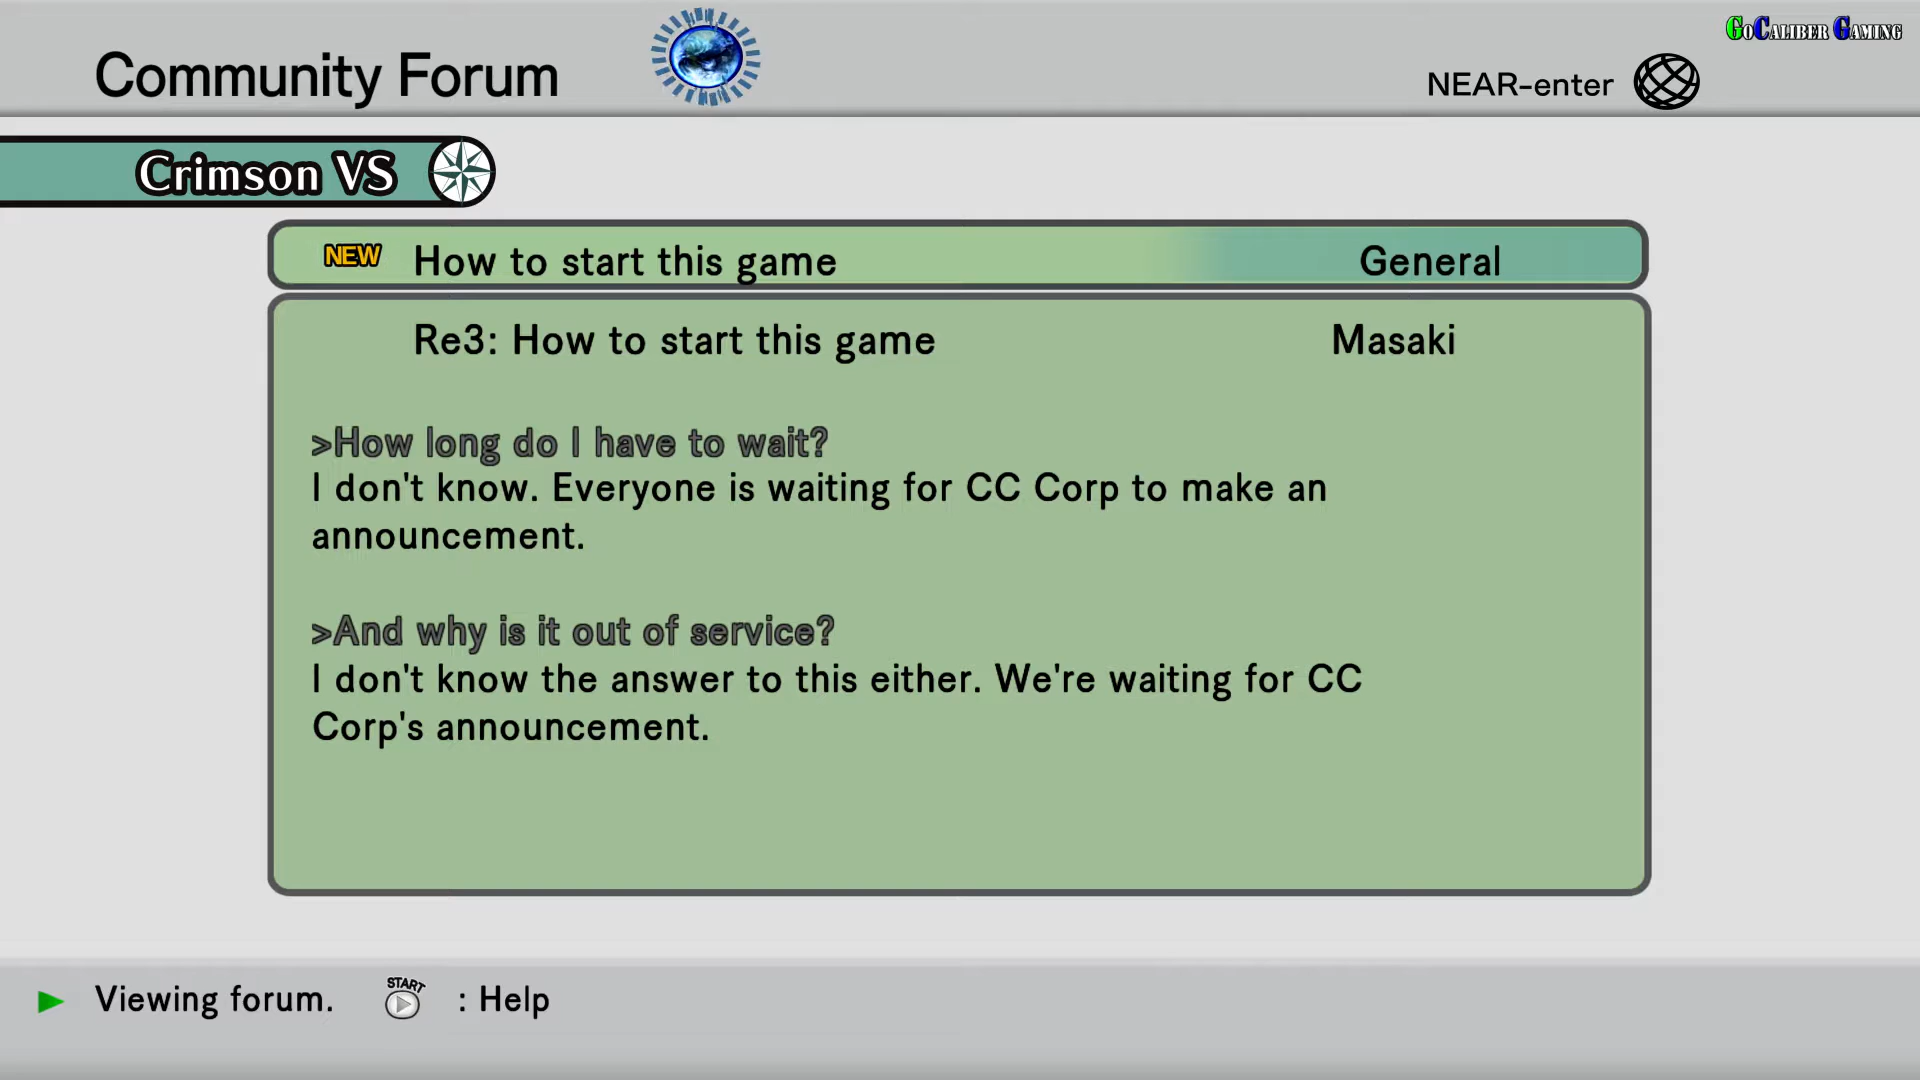 Community Forum
GoCaliber Gaming
NEAR-enter
Crimson VS
NEW How to start this game General
Re3: How to start this game Masaki
>How long do I have to wait?
I don't know. Everyone is waiting for CC Corp to make an
announcement.
>And why is it out of service?
I don't know the answer to this either. We're waiting for CC
Corp's announcement.
Viewing forum. START : Help